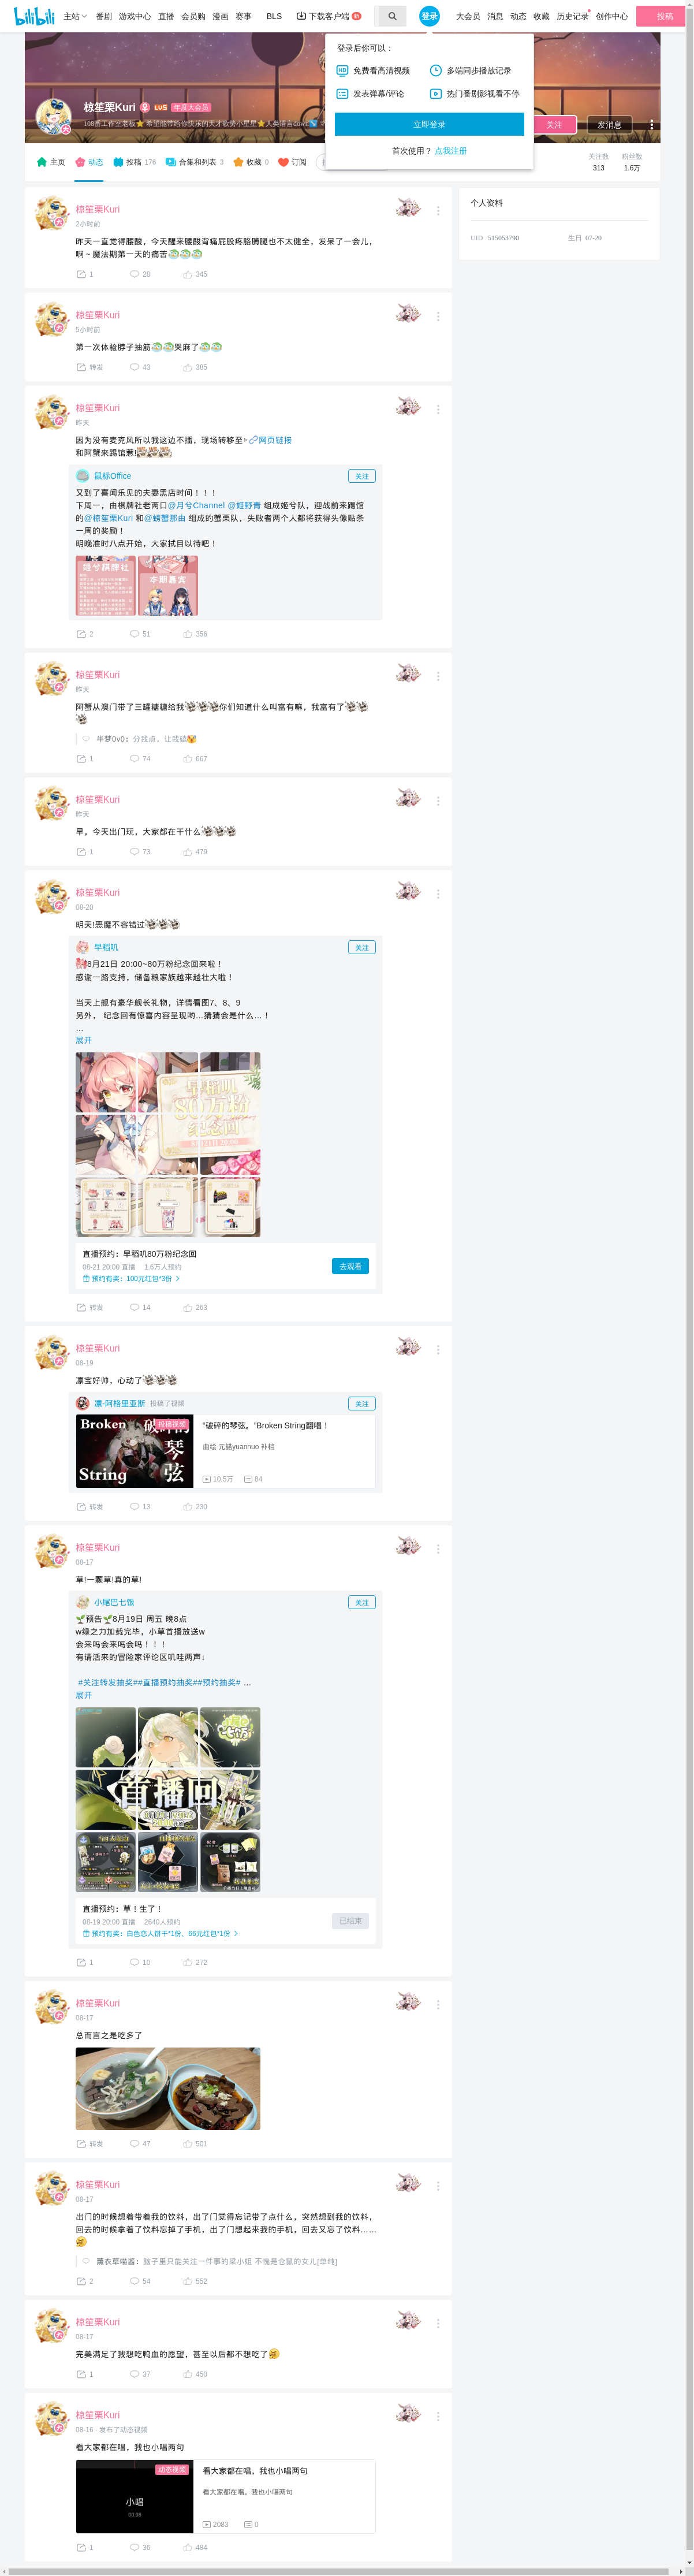 bilibili 主站 番剧 游戏中心 直播 会员购 漫画 赛事 BLS 下载客户端 登录 大会员 消息 动态 收藏 历史记录 创作中心 投稿
登录后你可以：
免费看高清视频 多端同步播放记录
发表弹幕/评论 热门番剧影视看不停
立即登录
首次使用？ 点我注册
椋笙栗Kuri LV5 年度大会员
关注 发消息
主页 动态 投稿 176 合集和列表 3 收藏 0 订阅
关注数 粉丝数
313 1.6万
个人资料
UID 515053790 生日 07-20
椋笙栗Kuri
2小时前
昨天一直觉得腰酸，今天醒来腰酸背痛屁股疼胳膊腿也不太健全，发呆了一会儿，
啊～魔法期第一天的痛苦
1 28 345
椋笙栗Kuri
5小时前
第一次体验脖子抽筋哭麻了
转发 43 385
椋笙栗Kuri
昨天
因为没有麦克风所以我这边不播，现场转移至> 网页链接
和阿蟹来踢馆惹!
鼠标Office 关注
又到了喜闻乐见的夫妻黑店时间！！！
下周一，由棋牌社老两口@月兮Channel @姬野青 组成姬兮队，迎战前来踢馆
的@椋笙栗Kuri 和@螃蟹那由 组成的蟹栗队，失败者两个人都将获得头像贴条
一周的奖励！
明晚准时八点开始，大家拭目以待吧！
2 51 356
椋笙栗Kuri
昨天
阿蟹从澳门带了三罐糖糖给我你们知道什么叫富有嘛，我富有了
半梦0v0：分我点，让我磕
1 74 667
椋笙栗Kuri
昨天
早，今天出门玩，大家都在干什么
1 73 479
椋笙栗Kuri
08-20
明天!恶魔不容错过
早稻叽 关注
8月21日 20:00~80万粉纪念回来啦！
感谢一路支持，储备粮家族越来越壮大啦！
当天上舰有豪华舰长礼物，详情看图7、8、9
另外， 纪念回有惊喜内容呈现哟…猜猜会是什么…！
...
展开
早稻叽
80万粉
纪念回
直播预约：早稻叽80万粉纪念回
08-21 20:00 直播 1.6万人预约
预约有奖：100元红包*3份
去观看
转发 14 263
椋笙栗Kuri
08-19
凛宝好帅，心动了
凛-阿格里亚斯 投稿了视频 关注
投稿视频
Broken 破碎的
琴
String 弦
“破碎的琴弦。”Broken String翻唱！
曲绘 元諾yuannuo 补档
10.5万 84
转发 13 230
椋笙栗Kuri
08-17
草!一颗草!真的草!
小尾巴七饭 关注
预告8月19日 周五 晚8点
w绿之力加载完毕，小草首播放送w
会来吗会来吗会吗！！！
有请活来的冒险家评论区叽哇两声↓
#关注转发抽奖##直播预约抽奖##预约抽奖# ...
展开
首播回
直播预约：草！生了！
08-19 20:00 直播 2640人预约
预约有奖：白色恋人饼干*1份、66元红包*1份
已结束
1 10 272
椋笙栗Kuri
08-17
总而言之是吃多了
转发 47 501
椋笙栗Kuri
08-17
出门的时候想着带着我的饮料，出了门觉得忘记带了点什么，突然想到我的饮料，
回去的时候拿着了饮料忘掉了手机，出了门想起来我的手机，回去又忘了饮料……
薰衣草喵酱：脑子里只能关注一件事的梁小姐 不愧是仓鼠的女儿[单纯]
2 54 552
椋笙栗Kuri
08-17
完美满足了我想吃鸭血的愿望，甚至以后都不想吃了
1 37 450
椋笙栗Kuri
08-16 · 发布了动态视频
看大家都在唱，我也小唱两句
动态视频
小唱
00:08
看大家都在唱，我也小唱两句
看大家都在唱，我也小唱两句
2083 0
1 36 484